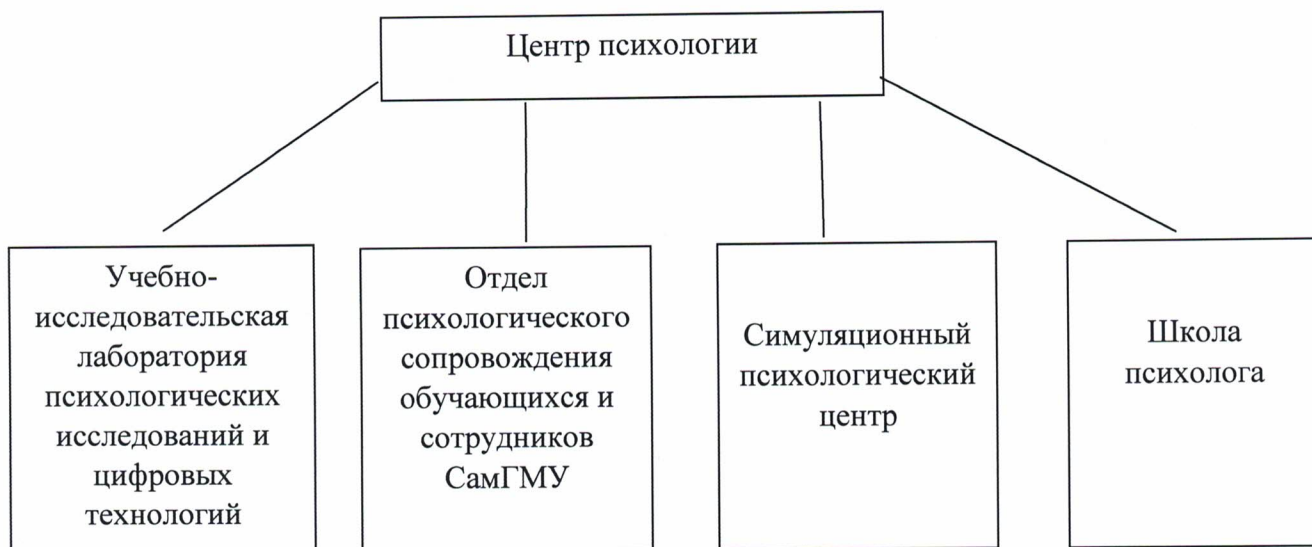 Центр психологии
Учебно-
исследовательская
лаборатория
психологических
исследований и
цифровых
технологий
Отдел
психологического
сопровождения
обучающихся и
сотрудников
СамГМУ
Симуляционный
психологический
центр
Школа
психолога